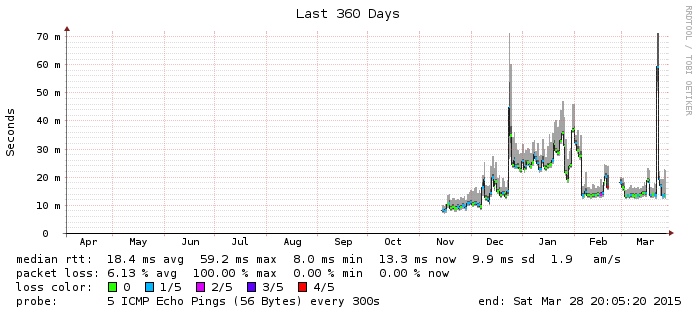 Last 360 Days
RRDTOOL / TOBI OETIKER
Seconds
70 m
60 m
50 m
40 m
30 m
20 m
10 m
0
Apr May Jun Jul Aug Sep Oct Nov Dec Jan Feb Mar
median rtt: 18.4 ms avg 59.2 ms max 8.0 ms min 13.3 ms now 9.9 ms sd 1.9 am/s
packet loss: 6.13 % avg 100.00 % max 0.00 % min 0.00 % now
loss color: 0 1/5 2/5 3/5 4/5
probe: 5 ICMP Echo Pings (56 Bytes) every 300s end: Sat Mar 28 20:05:20 2015